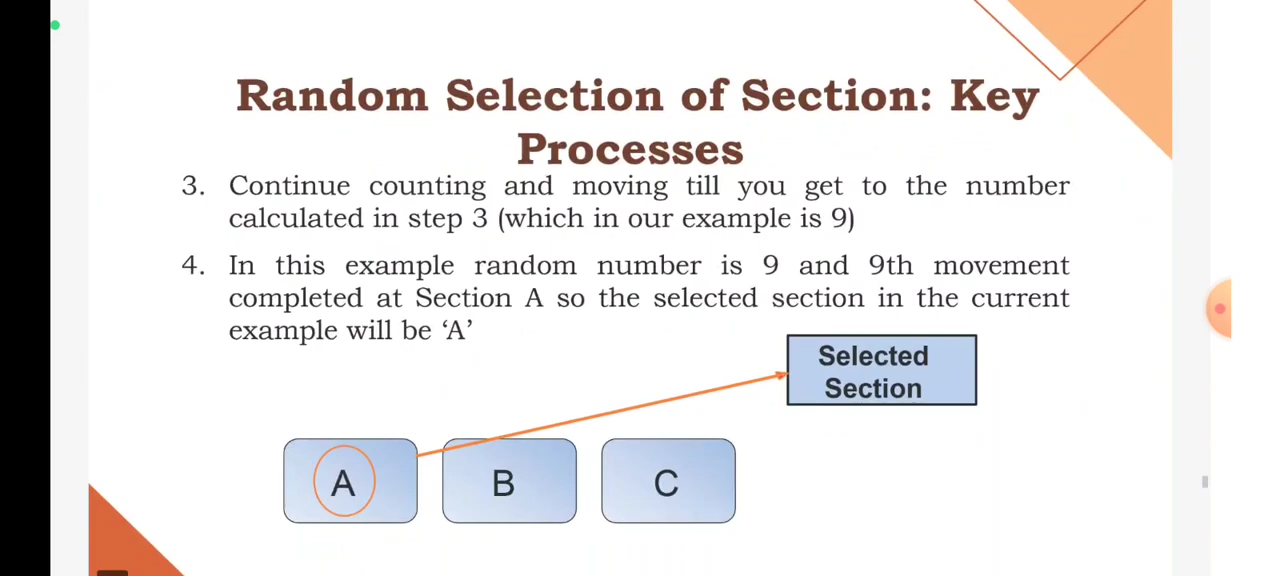 Random Selection of Section: Key
Processes
3. Continue counting and moving till you get to the number
calculated in step 3 (which in our example is 9)
4. In this example random number is 9 and 9th movement
completed at Section A so the selected section in the current
example will be ‘A’
Selected
Section
A B C